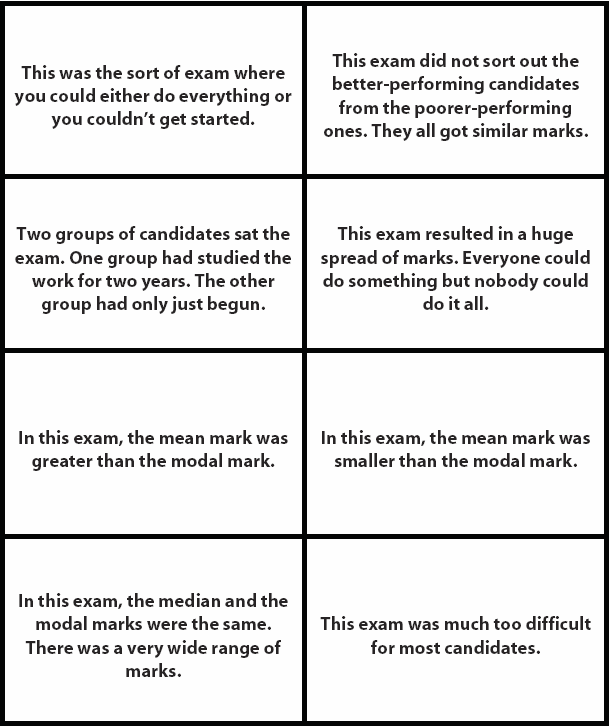 This was the sort of exam where
you could either do everything or
you couldn’t get started.
This exam did not sort out the
better-performing candidates
from the poorer-performing
ones. They all got similar marks.
Two groups of candidates sat the
exam. One group had studied the
work for two years. The other
group had only just begun.
This exam resulted in a huge
spread of marks. Everyone could
do something but nobody could
do it all.
In this exam, the mean mark was
greater than the modal mark.
In this exam, the mean mark was
smaller than the modal mark.
In this exam, the median and the
modal marks were the same.
There was a very wide range of
marks.
This exam was much too difficult
for most candidates.